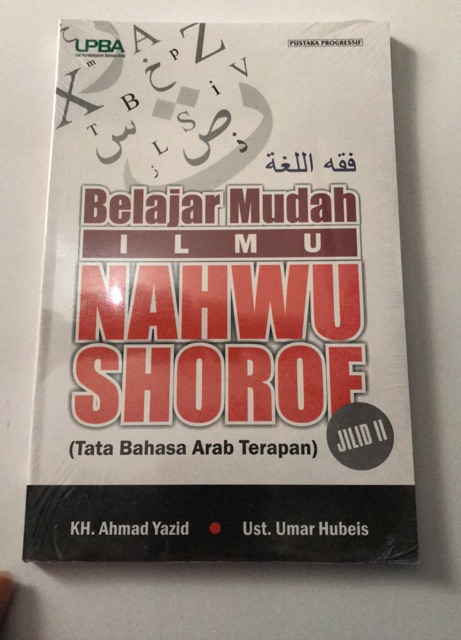 LPBA
PUSTAKA PROGRESSIF
A
Z
P
m
خ
X
B
i
V
T
S
س
L
ص
ز
د
فقه اللغة
Belajar Mudah
ILMU
NAHWU
SHOROF
JILID II
(Tata Bahasa Arab Terapan)
KH. Ahmad Yazid • Ust. Umar Hubeis